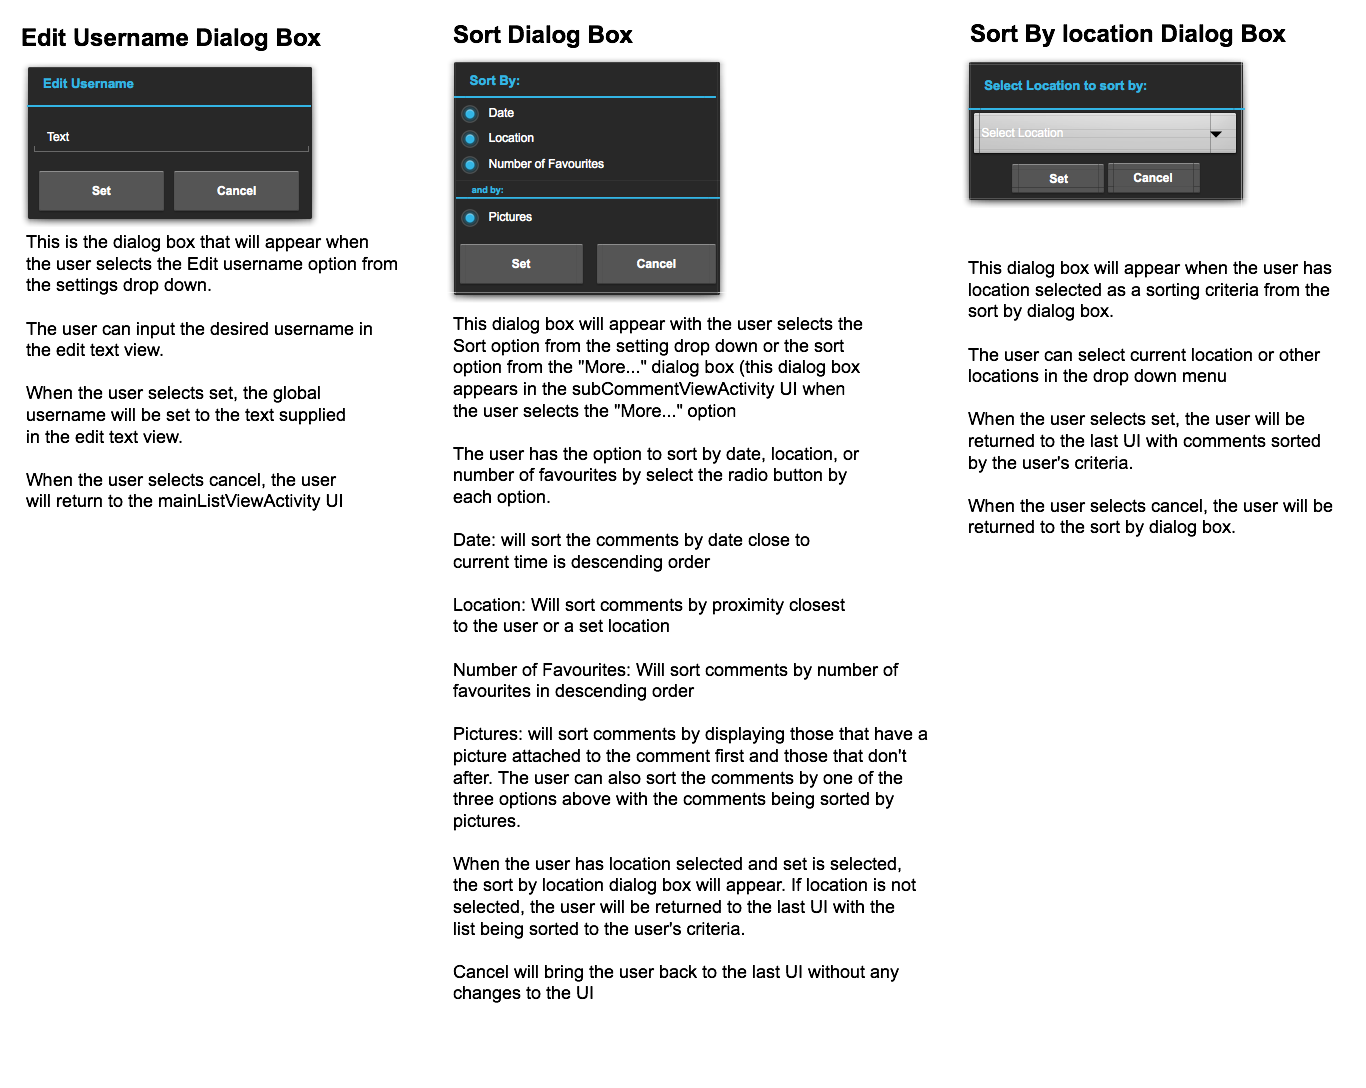 Edit Username Dialog Box
Edit Username
Text
Set
Cancel
This is the dialog box that will appear when
the user selects the Edit username option from
the settings drop down.
The user can input the desired username in
the edit text view.
When the user selects set, the global
username will be set to the text supplied
in the edit text view.
When the user selects cancel, the user
will return to the mainListViewActivity UI
Sort Dialog Box
Sort By:
Date
Location
Number of Favourites
and by:
Pictures
Set
Cancel
This dialog box will appear with the user selects the
Sort option from the setting drop down or the sort
option from the "More..." dialog box (this dialog box
appears in the subCommentViewActivity UI when
the user selects the "More..." option
The user has the option to sort by date, location, or
number of favourites by select the radio button by
each option.
Date: will sort the comments by date close to
current time is descending order
Location: Will sort comments by proximity closest
to the user or a set location
Number of Favourites: Will sort comments by number of
favourites in descending order
Pictures: will sort comments by displaying those that have a
picture attached to the comment first and those that don't
after. The user can also sort the comments by one of the
three options above with the comments being sorted by
pictures.
When the user has location selected and set is selected,
the sort by location dialog box will appear. If location is not
selected, the user will be returned to the last UI with the
list being sorted to the user's criteria.
Cancel will bring the user back to the last UI without any
changes to the UI
Sort By location Dialog Box
Select Location to sort by:
Select Location
Set
Cancel
This dialog box will appear when the user has
location selected as a sorting criteria from the
sort by dialog box.
The user can select current location or other
locations in the drop down menu
When the user selects set, the user will be
returned to the last UI with comments sorted
by the user's criteria.
When the user selects cancel, the user will be
returned to the sort by dialog box.